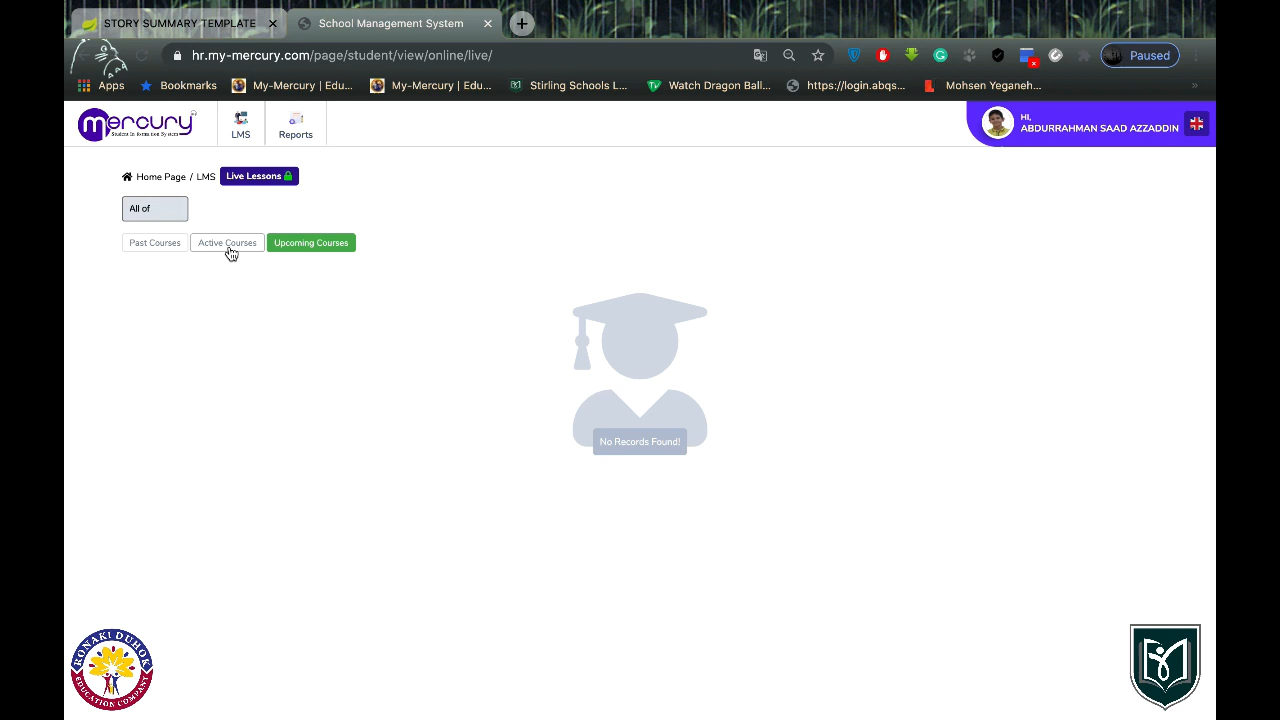 STORY SUMMARY TEMPLATE
School Management System
hr.my-mercury.com/page/student/view/online/live/
Paused
Apps
Bookmarks
My-Mercury | Edu...
My-Mercury | Edu...
Stirling Schools L...
Watch Dragon Ball...
https://login.abqs...
Mohsen Yeganeh...
mercury
Student Information System
LMS
Reports
HI,
ABDURRAHMAN SAAD AZZADDIN
Home Page / LMS Live Lessons
All of
Past Courses
Active Courses
Upcoming Courses
No Records Found!
RONAKI DUHOK
EDUCATION COMPANY